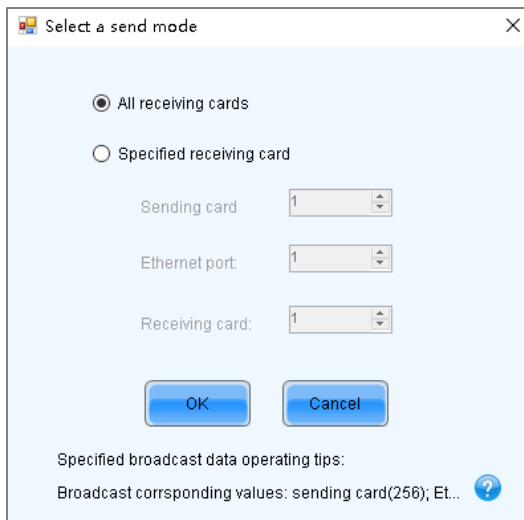 Select a send mode
All receiving cards
Specified receiving card
Sending card 1
Ethernet port: 1
Receiving card: 1
OK Cancel
Specified broadcast data operating tips:
Broadcast corrsponding values: sending card(256); Et...